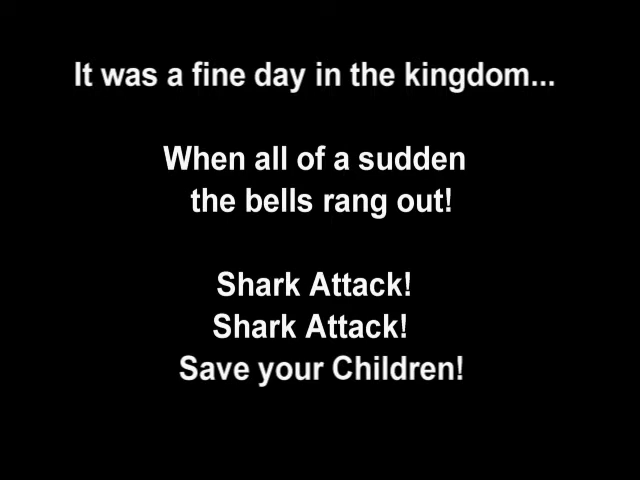 It was a fine day in the kingdom...
When all of a sudden
the bells rang out!
Shark Attack!
Shark Attack!
Save your Children!